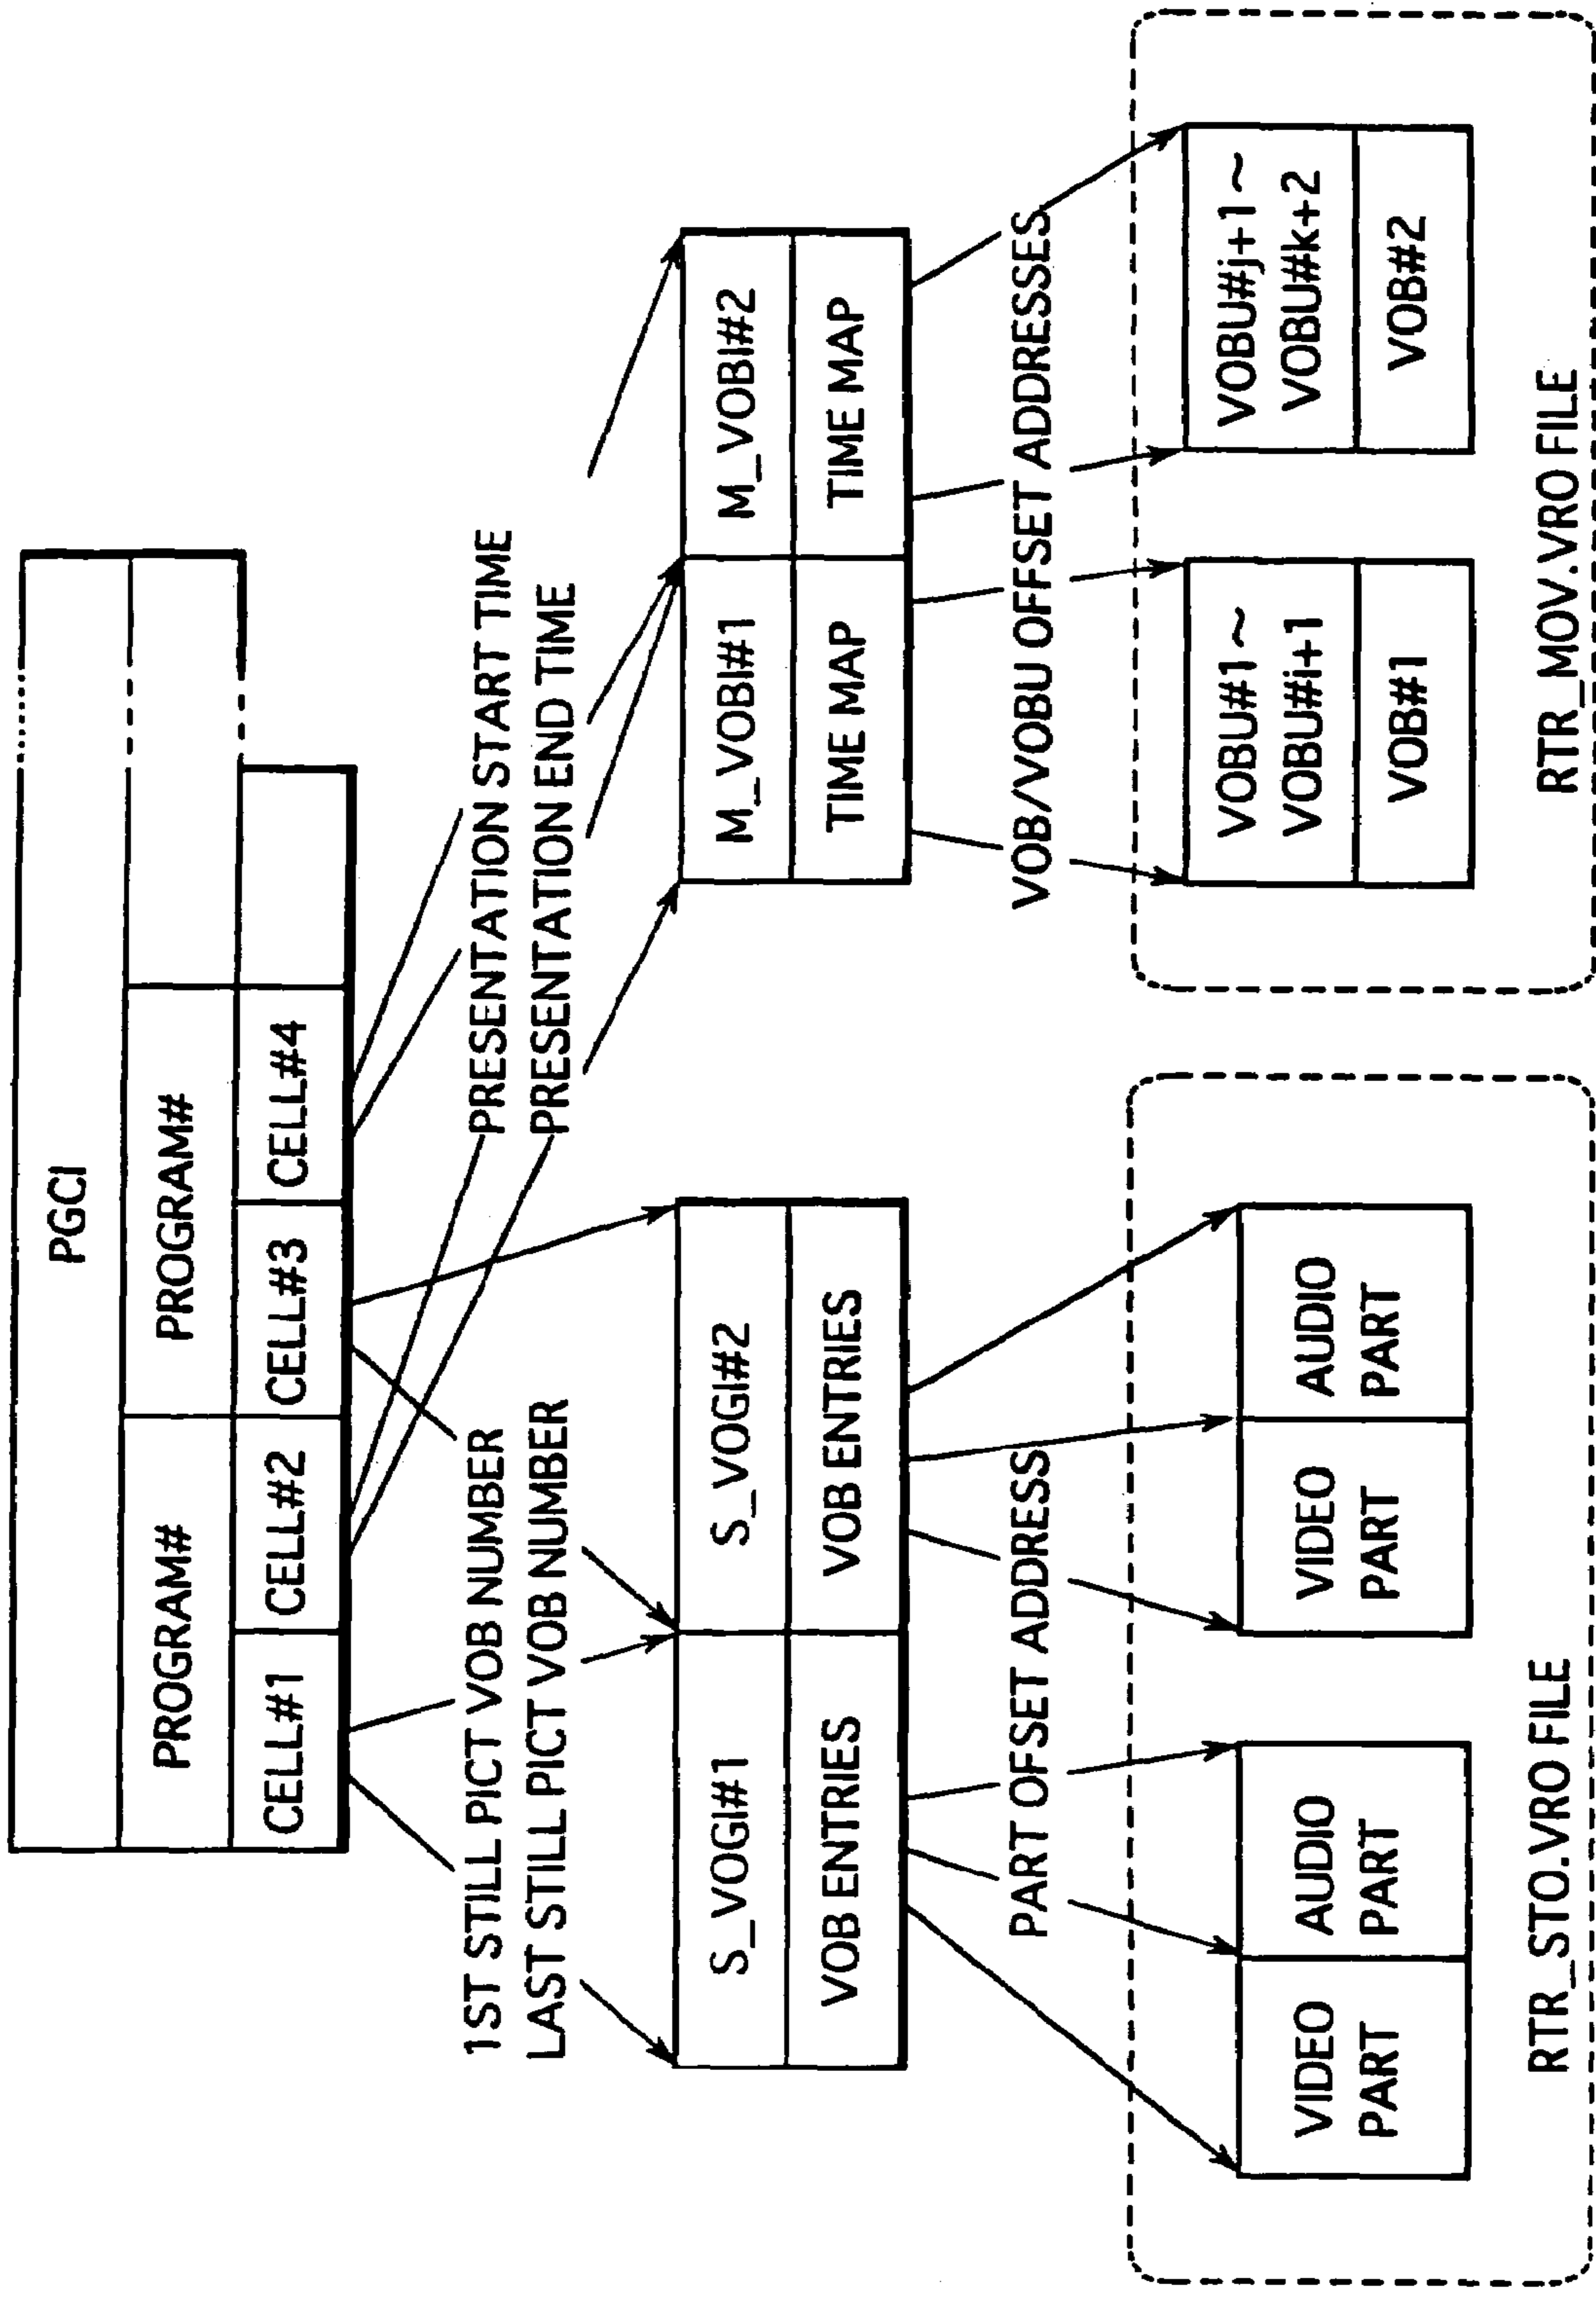 PGCI
PROGRAM#
PROGRAM#
CELL#1
CELL#2
CELL#3
CELL#4
1ST STILL PICT VOB NUMBER
LAST STILL PICT VOB NUMBER
PRESENTATION START TIME
PRESENTATION END TIME
S_VOGI#1
S_VOGI#2
VOB ENTRIES
VOB ENTRIES
M_VOBI#1
M_VOBI#2
TIME MAP
TIME MAP
PART OFFSET ADDRESS
VOB/VOBU OFFSET ADDRESSES
VIDEO
PART
AUDIO
PART
VIDEO
PART
AUDIO
PART
RTR_STO.VRO FILE
VOBU#1~
VOBU#i+1
VOB#1
VOBU#j+1~
VOBU#k+2
VOB#2
RTR_MOV.VRO FILE